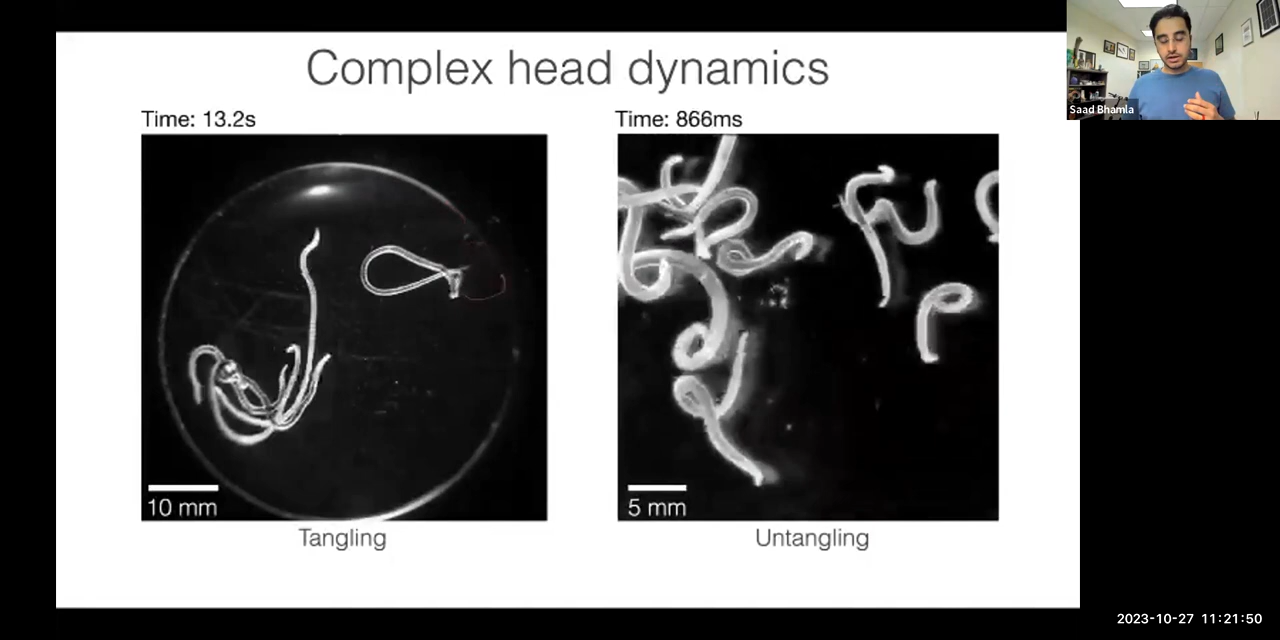 Complex head dynamics
Time: 13.2s
Time: 866ms
10 mm
5 mm
Tangling
Untangling
Saad Bhamla
2023-10-27 11:21:50